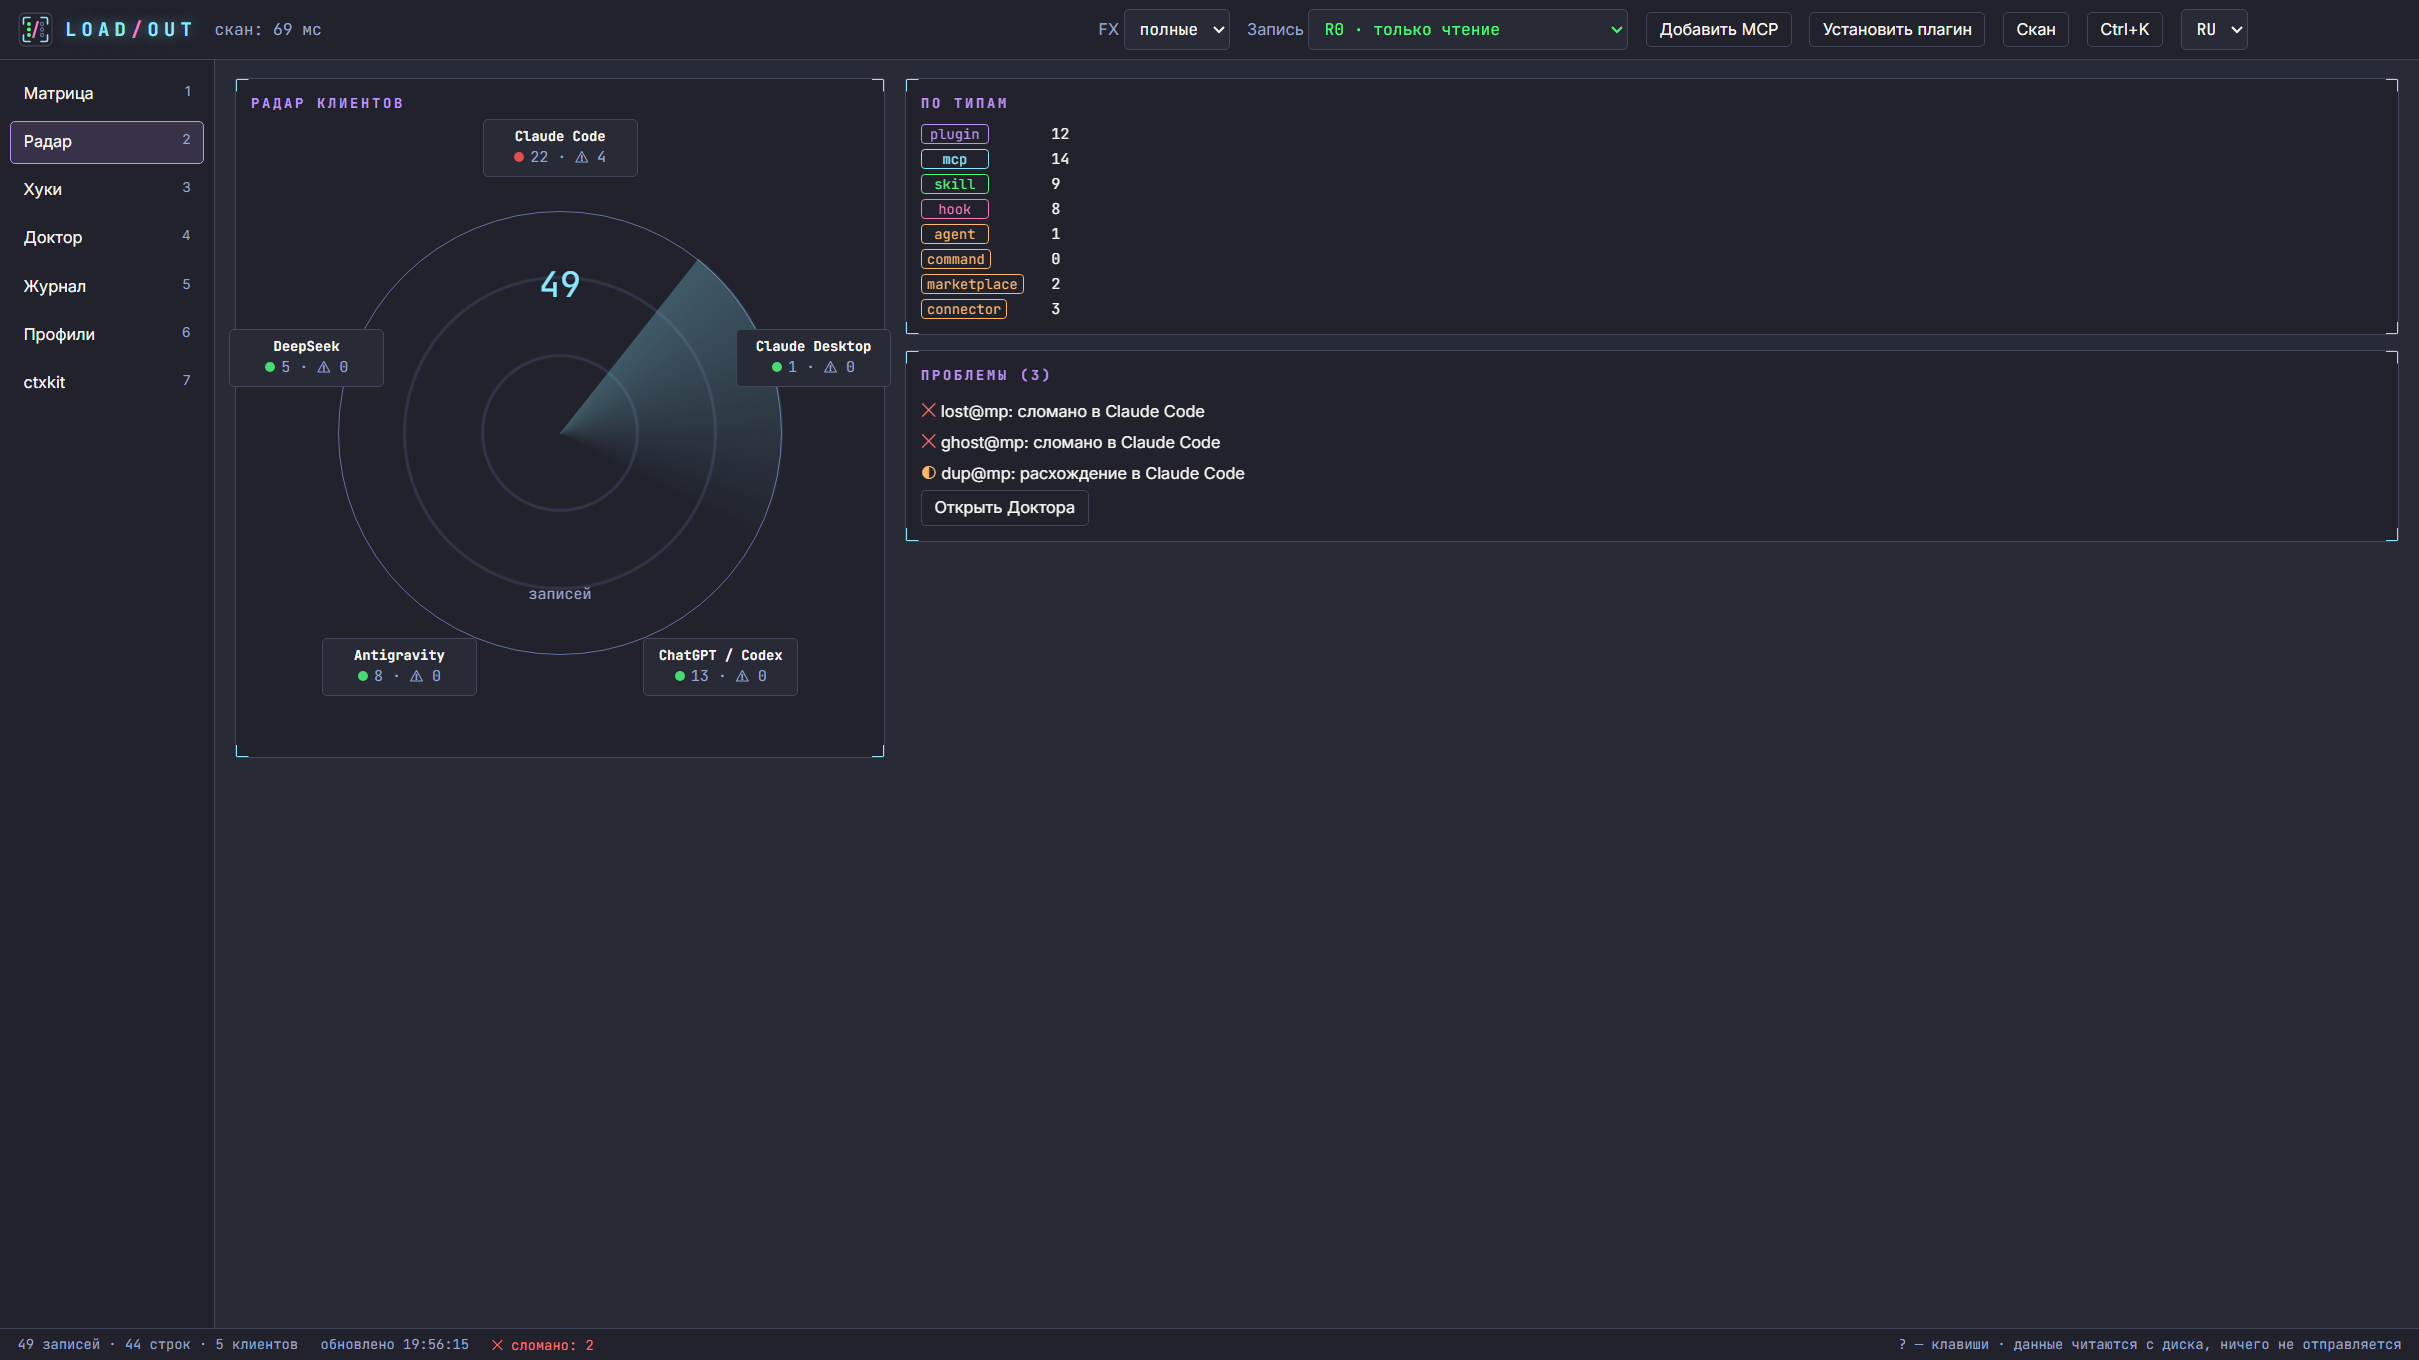 LOAD/OUT скан: 69 мс FX полные Запись R0 · только чтение Добавить MCP Установить плагин Скан Ctrl+K RU
Матрица 1
Радар 2
Хуки 3
Доктор 4
Журнал 5
Профили 6
ctxkit 7
РАДАР КЛИЕНТОВ
Claude Code
22 · ⚠ 4
49
DeepSeek
5 · ⚠ 0
Claude Desktop
1 · ⚠ 0
записей
Antigravity
8 · ⚠ 0
ChatGPT / Codex
13 · ⚠ 0
ПО ТИПАМ
plugin 12
mcp 14
skill 9
hook 8
agent 1
command 0
marketplace 2
connector 3
ПРОБЛЕМЫ (3)
lost@mp: сломано в Claude Code
ghost@mp: сломано в Claude Code
dup@mp: расхождение в Claude Code
Открыть Доктора
49 записей · 44 строк · 5 клиентов обновлено 19:56:15 ✕ сломано: 2 ? — клавиши · данные читаются с диска, ничего не отправляется